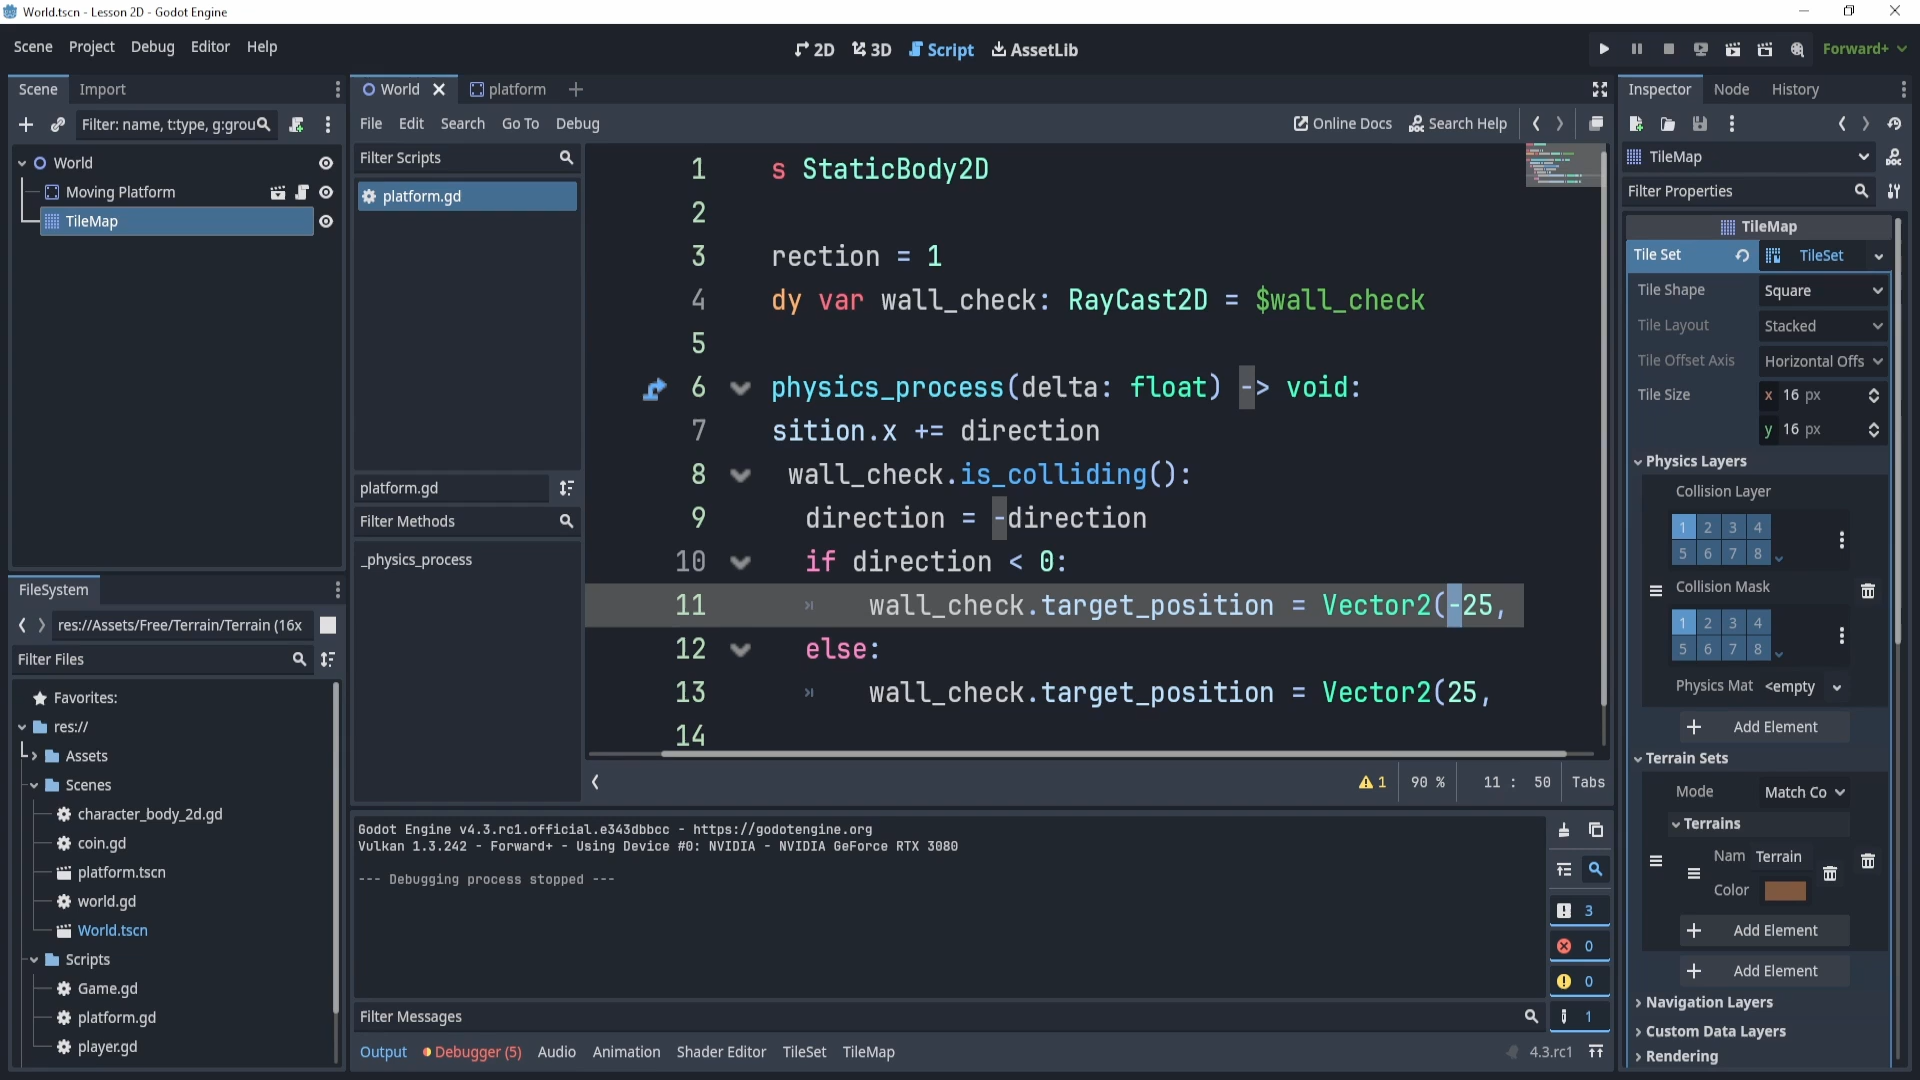 World.tscn - Lesson 2D - Godot Engine
Scene Project Debug Editor Help
2D 3D Script AssetLib
Forward+
Scene Import
Filter: name, t:type, g:grou
World
Moving Platform
TileMap
FileSystem
res://Assets/Free/Terrain/Terrain (16x
Filter Files
Favorites:
res://
Assets
Scenes
character_body_2d.gd
coin.gd
platform.tscn
world.gd
World.tscn
Scripts
Game.gd
platform.gd
player.gd
World platform
File Edit Search Go To Debug
Online Docs Search Help
Filter Scripts
platform.gd
platform.gd
Filter Methods
_physics_process
1 s StaticBody2D
2
3 rection = 1
4 dy var wall_check: RayCast2D = $wall_check
5
6 physics_process(delta: float) -> void:
7 sition.x += direction
8 wall_check.is_colliding():
9 direction = -direction
10 if direction < 0:
11 wall_check.target_position = Vector2(-25,
12 else:
13 wall_check.target_position = Vector2(25,
14
1 90 % 11 : 50 Tabs
Godot Engine v4.3.rc1.official.e343dbbcc - https://godotengine.org
Vulkan 1.3.242 - Forward+ - Using Device #0: NVIDIA - NVIDIA GeForce RTX 3080
--- Debugging process stopped ---
3
0
0
1
Filter Messages
Output Debugger (5) Audio Animation Shader Editor TileSet TileMap
4.3.rc1
Inspector Node History
TileMap
Filter Properties
TileMap
Tile Set TileSet
Tile Shape Square
Tile Layout Stacked
Tile Offset Axis Horizontal Offs
Tile Size x 16 px
y 16 px
Physics Layers
Collision Layer
1 2 3 4
5 6 7 8
Collision Mask
1 2 3 4
5 6 7 8
Physics Mat <empty
Add Element
Terrain Sets
Mode Match Co
Terrains
Nam Terrain
Color
Add Element
Add Element
Navigation Layers
Custom Data Layers
Rendering